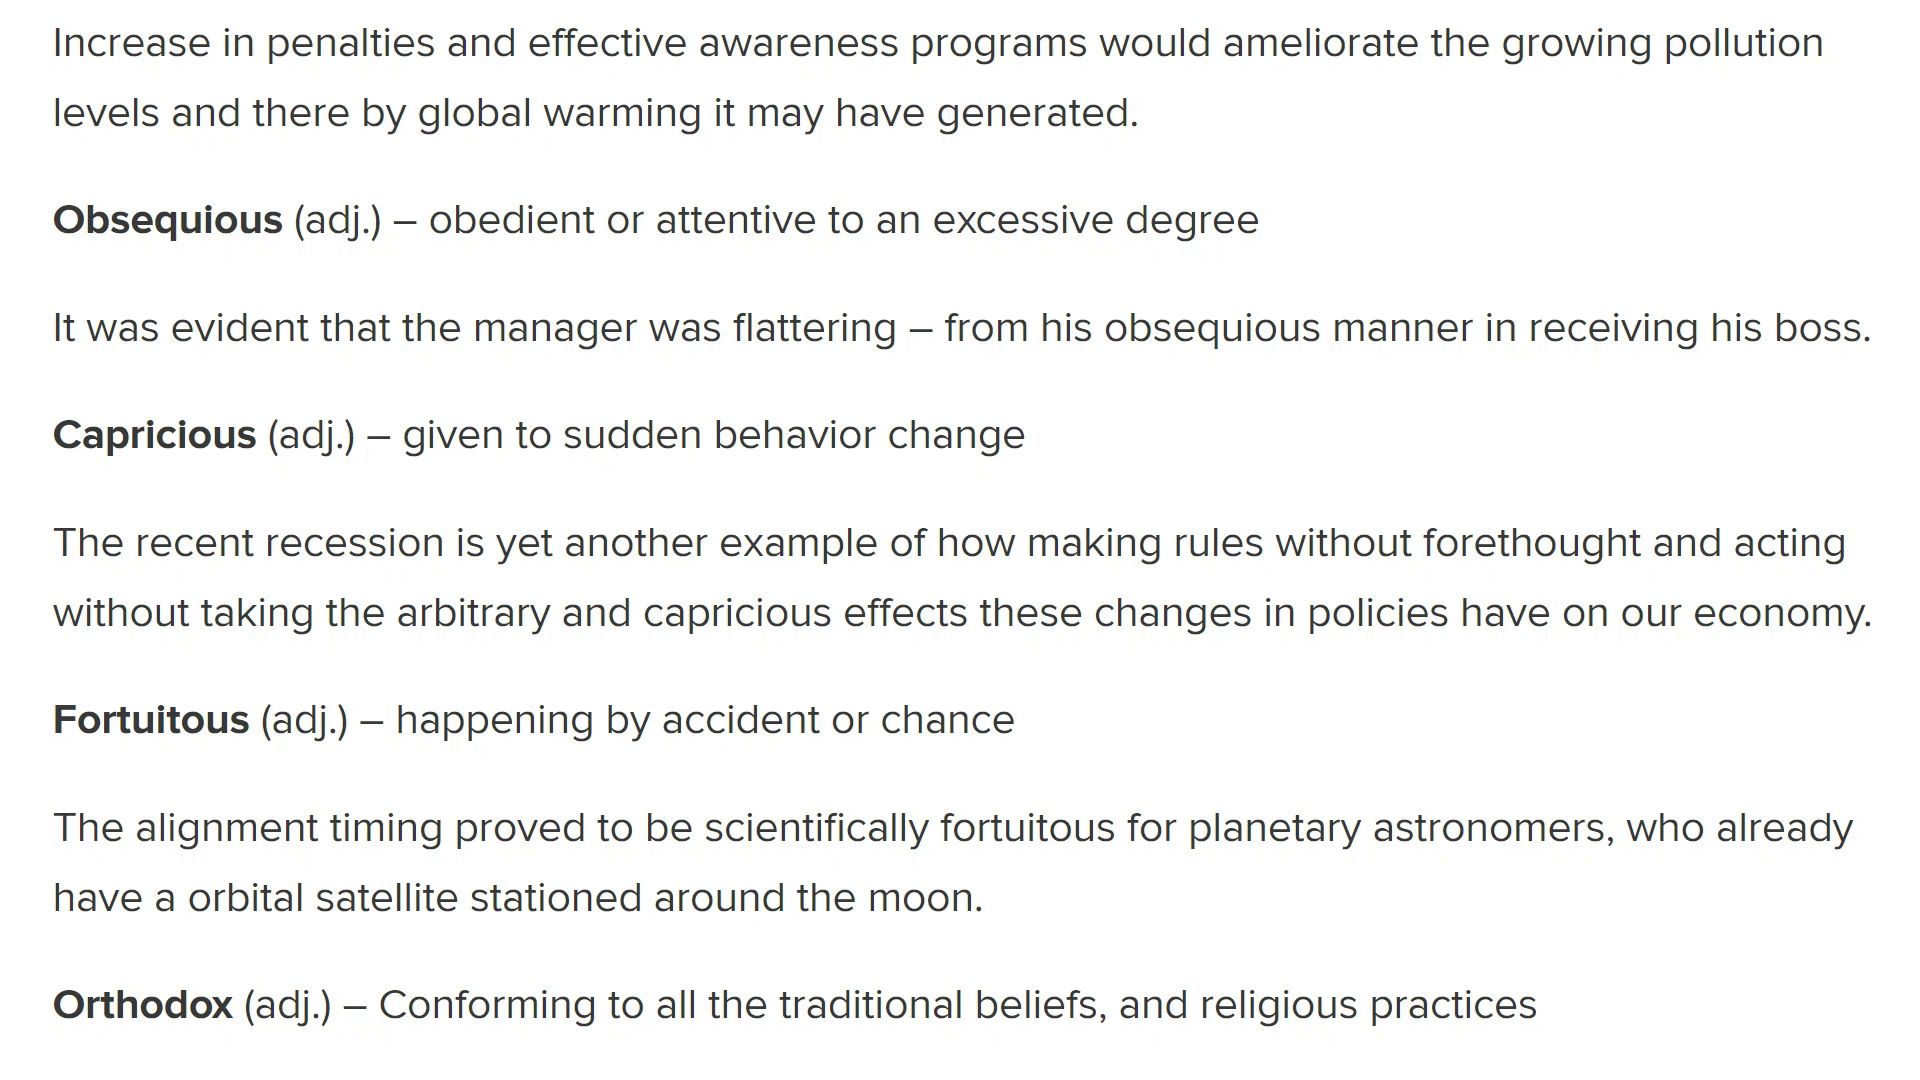 Increase in penalties and effective awareness programs would ameliorate the growing pollution
levels and there by global warming it may have generated.
Obsequious (adj.) – obedient or attentive to an excessive degree
It was evident that the manager was flattering – from his obsequious manner in receiving his boss.
Capricious (adj.) – given to sudden behavior change
The recent recession is yet another example of how making rules without forethought and acting
without taking the arbitrary and capricious effects these changes in policies have on our economy.
Fortuitous (adj.) – happening by accident or chance
The alignment timing proved to be scientifically fortuitous for planetary astronomers, who already
have a orbital satellite stationed around the moon.
Orthodox (adj.) – Conforming to all the traditional beliefs, and religious practices